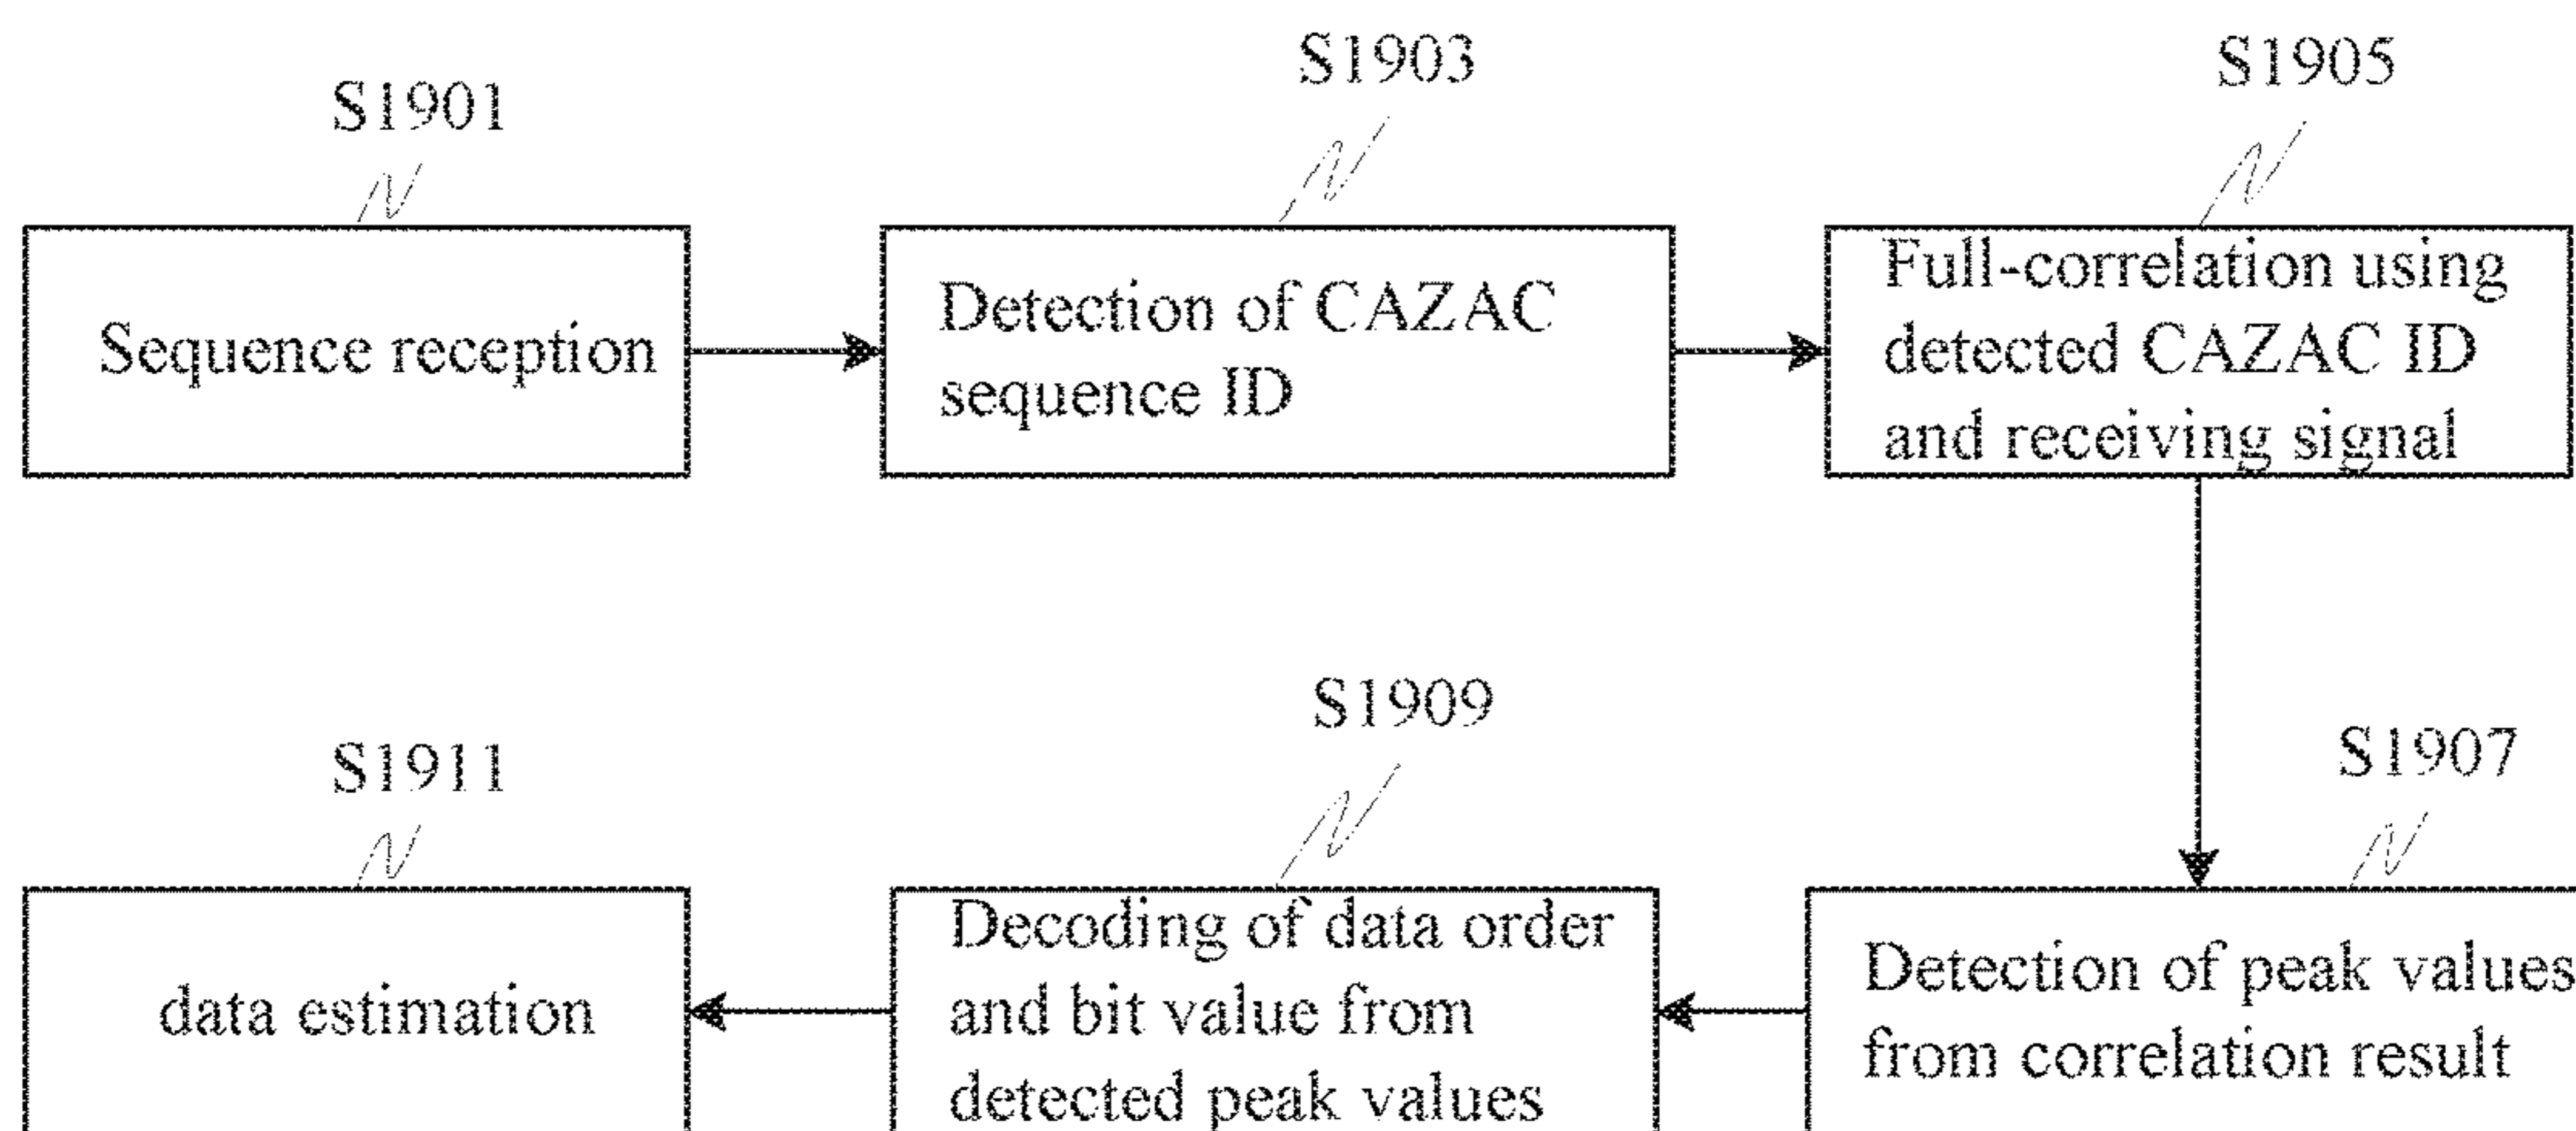 S1901
Sequence reception
S1903
Detection of CAZAC
sequence ID
S1905
Full-correlation using
detected CAZAC ID
and receiving signal
S1907
Detection of peak values
from correlation result
S1909
Decoding of data order
and bit value from
detected peak values
S1911
data estimation